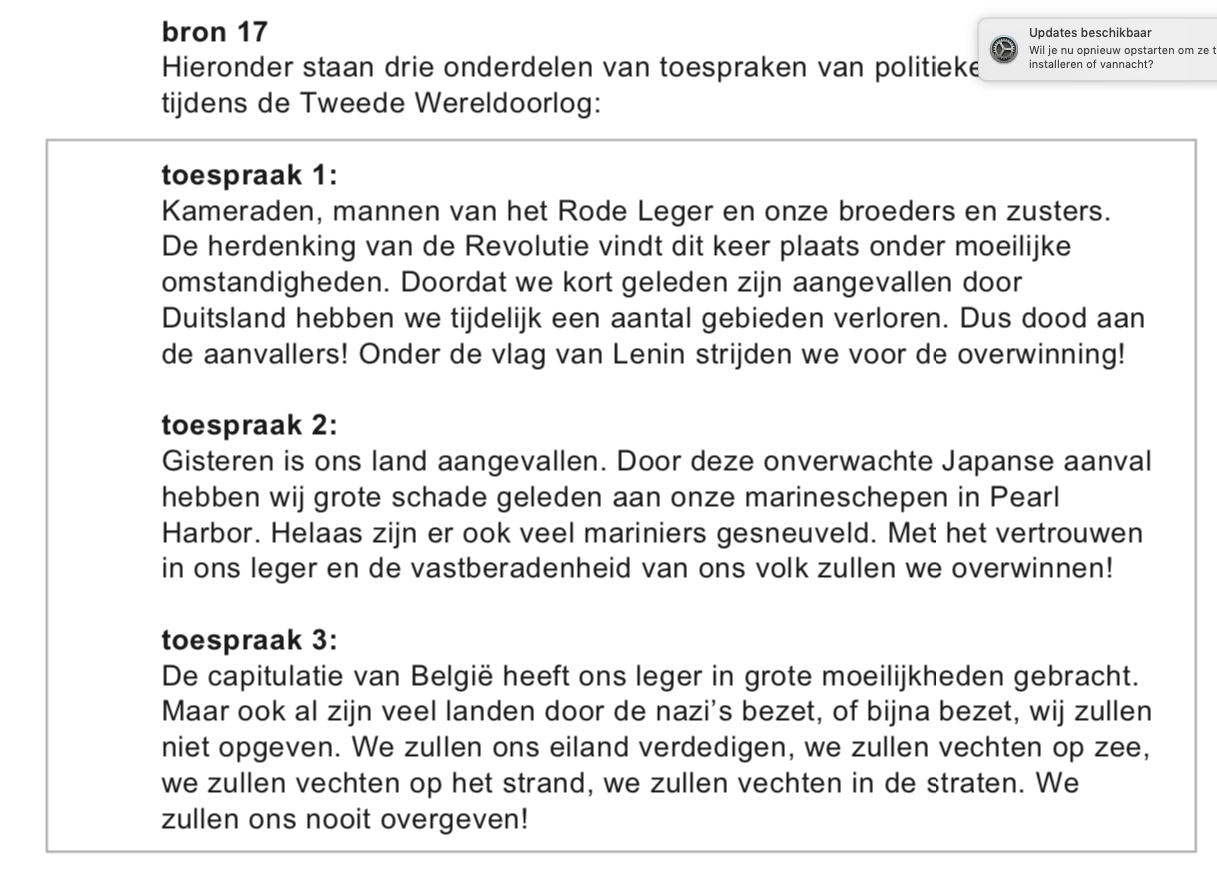 bron 17
Hieronder staan drie onderdelen van toespraken van politieke
tijdens de Tweede Wereldoorlog:
Updates beschikbaar
Wil je nu opnieuw opstarten om ze t
installeren of vannacht?
toespraak 1:
Kameraden, mannen van het Rode Leger en onze broeders en zusters.
De herdenking van de Revolutie vindt dit keer plaats onder moeilijke
omstandigheden. Doordat we kort geleden zijn aangevallen door
Duitsland hebben we tijdelijk een aantal gebieden verloren. Dus dood aan
de aanvallers! Onder de vlag van Lenin strijden we voor de overwinning!
toespraak 2:
Gisteren is ons land aangevallen. Door deze onverwachte Japanse aanval
hebben wij grote schade geleden aan onze marineschepen in Pearl
Harbor. Helaas zijn er ook veel mariniers gesneuveld. Met het vertrouwen
in ons leger en de vastberadenheid van ons volk zullen we overwinnen!
toespraak 3:
De capitulatie van België heeft ons leger in grote moeilijkheden gebracht.
Maar ook al zijn veel landen door de nazi’s bezet, of bijna bezet, wij zullen
niet opgeven. We zullen ons eiland verdedigen, we zullen vechten op zee,
we zullen vechten op het strand, we zullen vechten in de straten. We
zullen ons nooit overgeven!